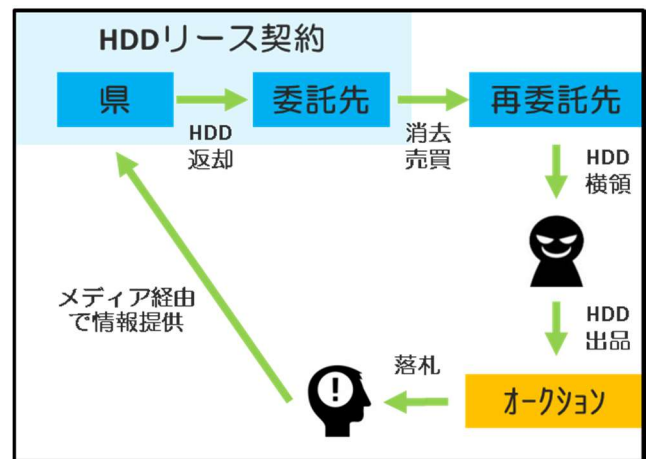 HDDリース契約
県
委託先
再委託先
HDD
返却
消去
売買
HDD
横領
HDD
出品
オークション
落札
!
メディア経由
で情報提供